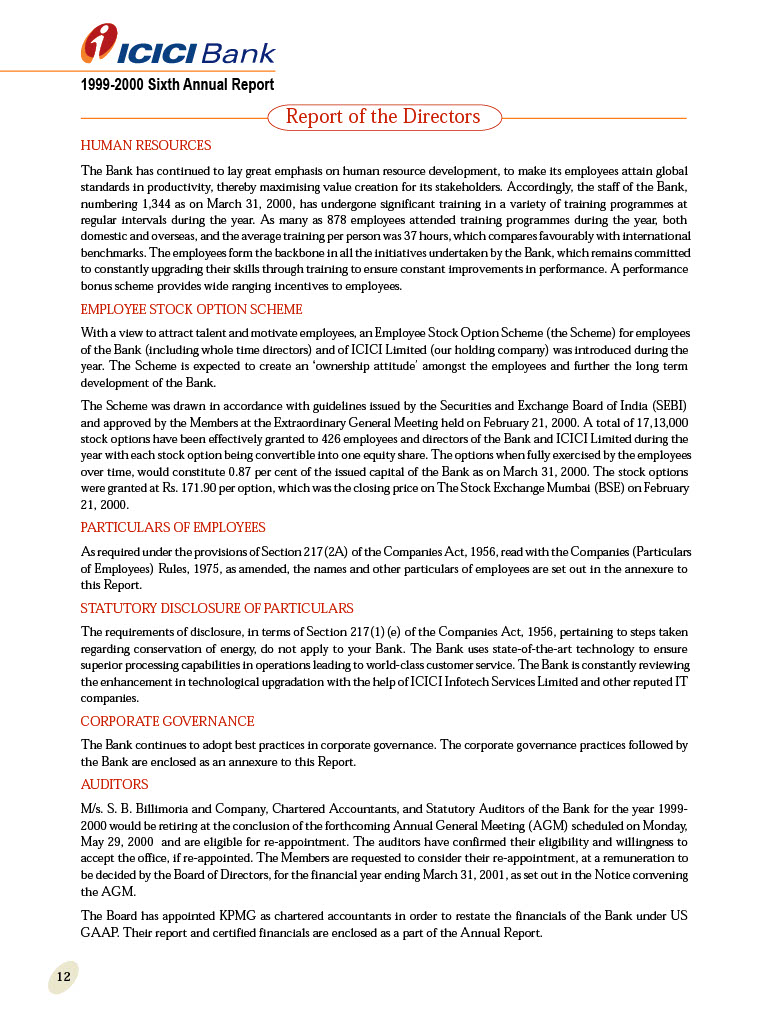 ICICI Bank
1999-2000 Sixth Annual Report
Report of the Directors
HUMAN RESOURCES
The Bank has continued to lay great emphasis on human resource development, to make its employees attain global
standards in productivity, thereby maximising value creation for its stakeholders. Accordingly, the staff of the Bank,
numbering 1,344 as on March 31, 2000, has undergone significant training in a variety of training programmes at
regular intervals during the year. As many as 878 employees attended training programmes during the year, both
domestic and overseas, and the average training per person was 37 hours, which compares favourably with international
benchmarks. The employees form the backbone in all the initiatives undertaken by the Bank, which remains committed
to constantly upgrading their skills through training to ensure constant improvements in performance. A performance
bonus scheme provides wide ranging incentives to employees.
EMPLOYEE STOCK OPTION SCHEME
With a view to attract talent and motivate employees, an Employee Stock Option Scheme (the Scheme) for employees
of the Bank (including whole time directors) and of ICICI Limited (our holding company) was introduced during the
year. The Scheme is expected to create an ‘ownership attitude’ amongst the employees and further the long term
development of the Bank.
The Scheme was drawn in accordance with guidelines issued by the Securities and Exchange Board of India (SEBI)
and approved by the Members at the Extraordinary General Meeting held on February 21, 2000. A total of 17,13,000
stock options have been effectively granted to 426 employees and directors of the Bank and ICICI Limited during the
year with each stock option being convertible into one equity share. The options when fully exercised by the employees
over time, would constitute 0.87 per cent of the issued capital of the Bank as on March 31, 2000. The stock options
were granted at Rs. 171.90 per option, which was the closing price on The Stock Exchange Mumbai (BSE) on February
21, 2000.
PARTICULARS OF EMPLOYEES
As required under the provisions of Section 217(2A) of the Companies Act, 1956, read with the Companies (Particulars
of Employees) Rules, 1975, as amended, the names and other particulars of employees are set out in the annexure to
this Report.
STATUTORY DISCLOSURE OF PARTICULARS
The requirements of disclosure, in terms of Section 217(1)(e) of the Companies Act, 1956, pertaining to steps taken
regarding conservation of energy, do not apply to your Bank. The Bank uses state-of-the-art technology to ensure
superior processing capabilities in operations leading to world-class customer service. The Bank is constantly reviewing
the enhancement in technological upgradation with the help of ICICI Infotech Services Limited and other reputed IT
companies.
CORPORATE GOVERNANCE
The Bank continues to adopt best practices in corporate governance. The corporate governance practices followed by
the Bank are enclosed as an annexure to this Report.
AUDITORS
M/s. S. B. Billimoria and Company, Chartered Accountants, and Statutory Auditors of the Bank for the year 1999-
2000 would be retiring at the conclusion of the forthcoming Annual General Meeting (AGM) scheduled on Monday,
May 29, 2000 and are eligible for re-appointment. The auditors have confirmed their eligibility and willingness to
accept the office, if re-appointed. The Members are requested to consider their re-appointment, at a remuneration to
be decided by the Board of Directors, for the financial year ending March 31, 2001, as set out in the Notice convening
the AGM.
The Board has appointed KPMG as chartered accountants in order to restate the financials of the Bank under US
GAAP. Their report and certified financials are enclosed as a part of the Annual Report.
12